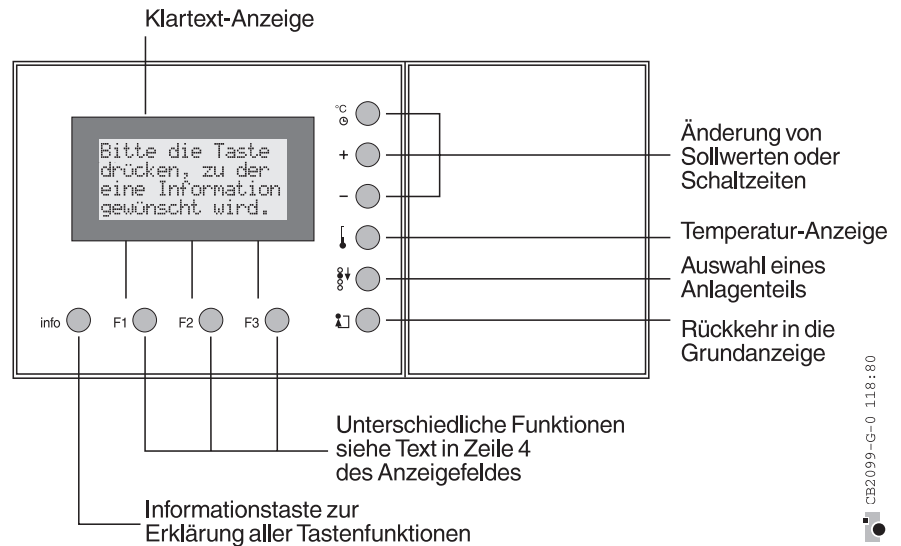 Klartext-Anzeige
Bitte die Taste
drücken, zu der
eine Information
gewünscht wird.
°C
+
−
info
F1
F2
F3
Änderung von
Sollwerten oder
Schaltzeiten
Temperatur-Anzeige
Auswahl eines
Anlagenteils
Rückkehr in die
Grundanzeige
Unterschiedliche Funktionen
siehe Text in Zeile 4
des Anzeigefeldes
Informationstaste zur
Erklärung aller Tastenfunktionen
CB2099-G-0 118:80